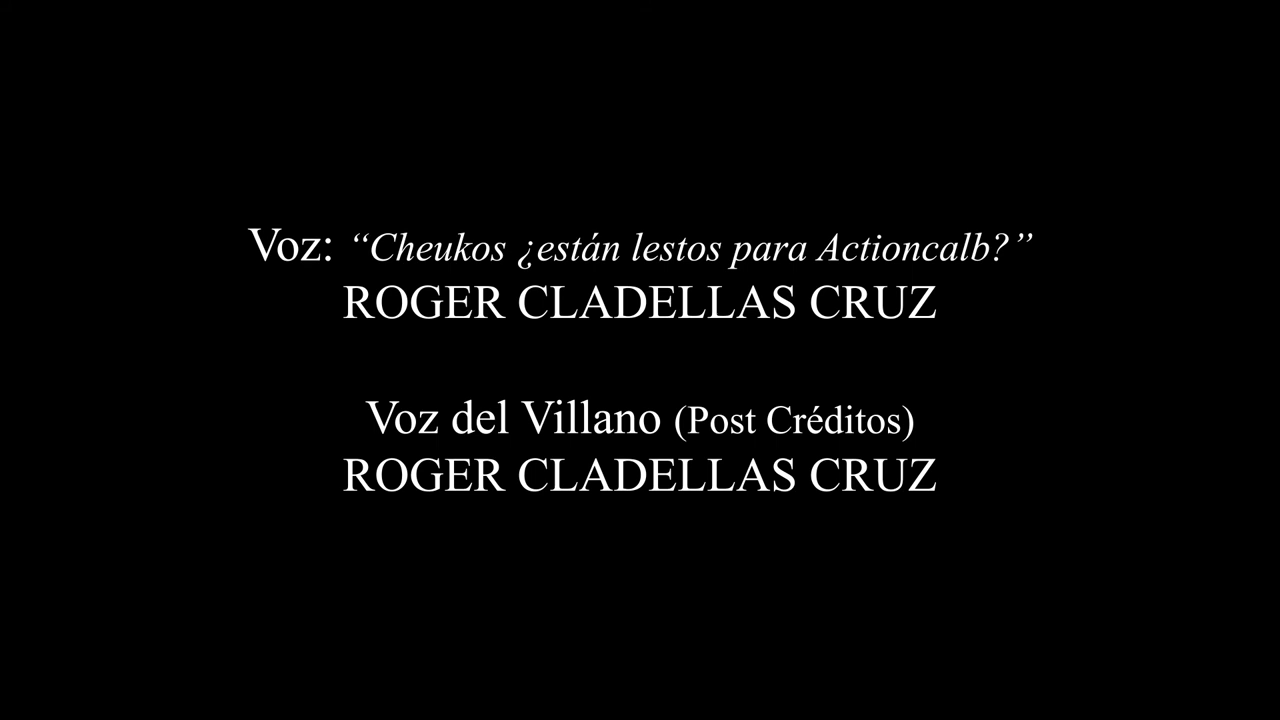 Voz: “Cheukos ¿están lestos para Actioncalb?”
ROGER CLADELLAS CRUZ
Voz del Villano (Post Créditos)
ROGER CLADELLAS CRUZ